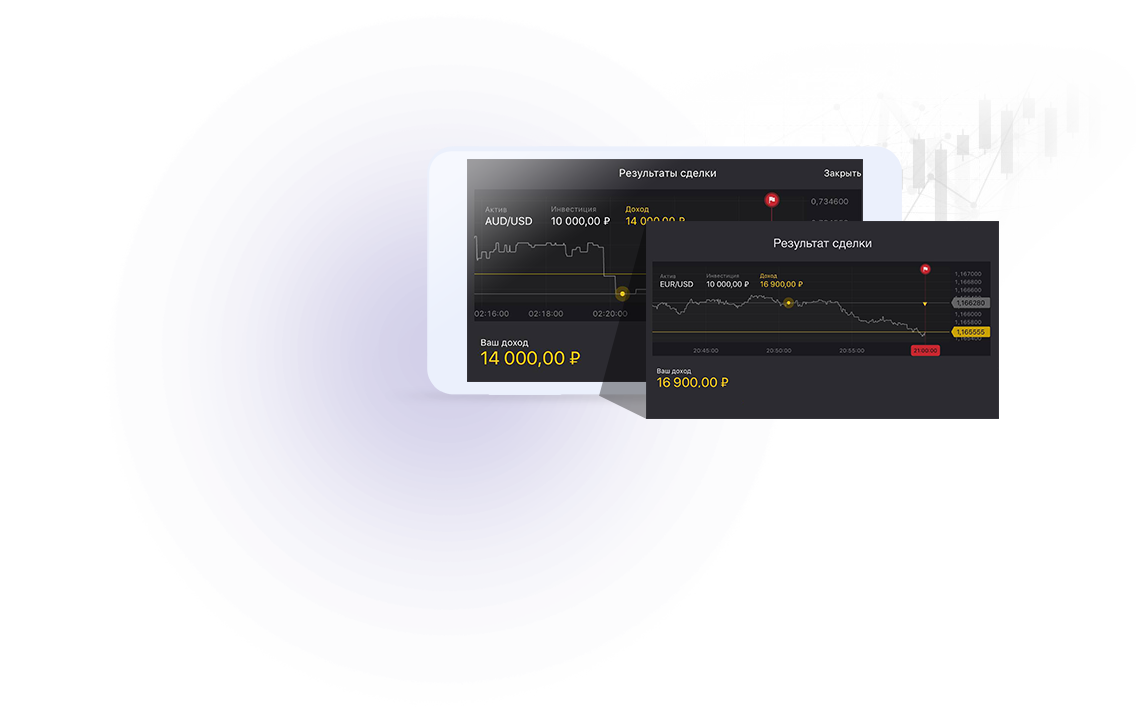 Результаты сделки
Закрыть
0,734600
Актив
Инвестиция
Доход
AUD/USD
10 000,00 ₽
14 000,00 ₽
02:16:00
02:18:00
02:20:00
Ваш доход
14 000,00 ₽
Результат сделки
Актив
Инвестиция
Доход
EUR/USD
10 000,00 ₽
16 900,00 ₽
1,167000
1,166800
1,166600
1,166280
1,166000
1,165800
1,165555
20:45:00
20:50:00
20:55:00
21:00:00
Ваш доход
16 900,00 ₽